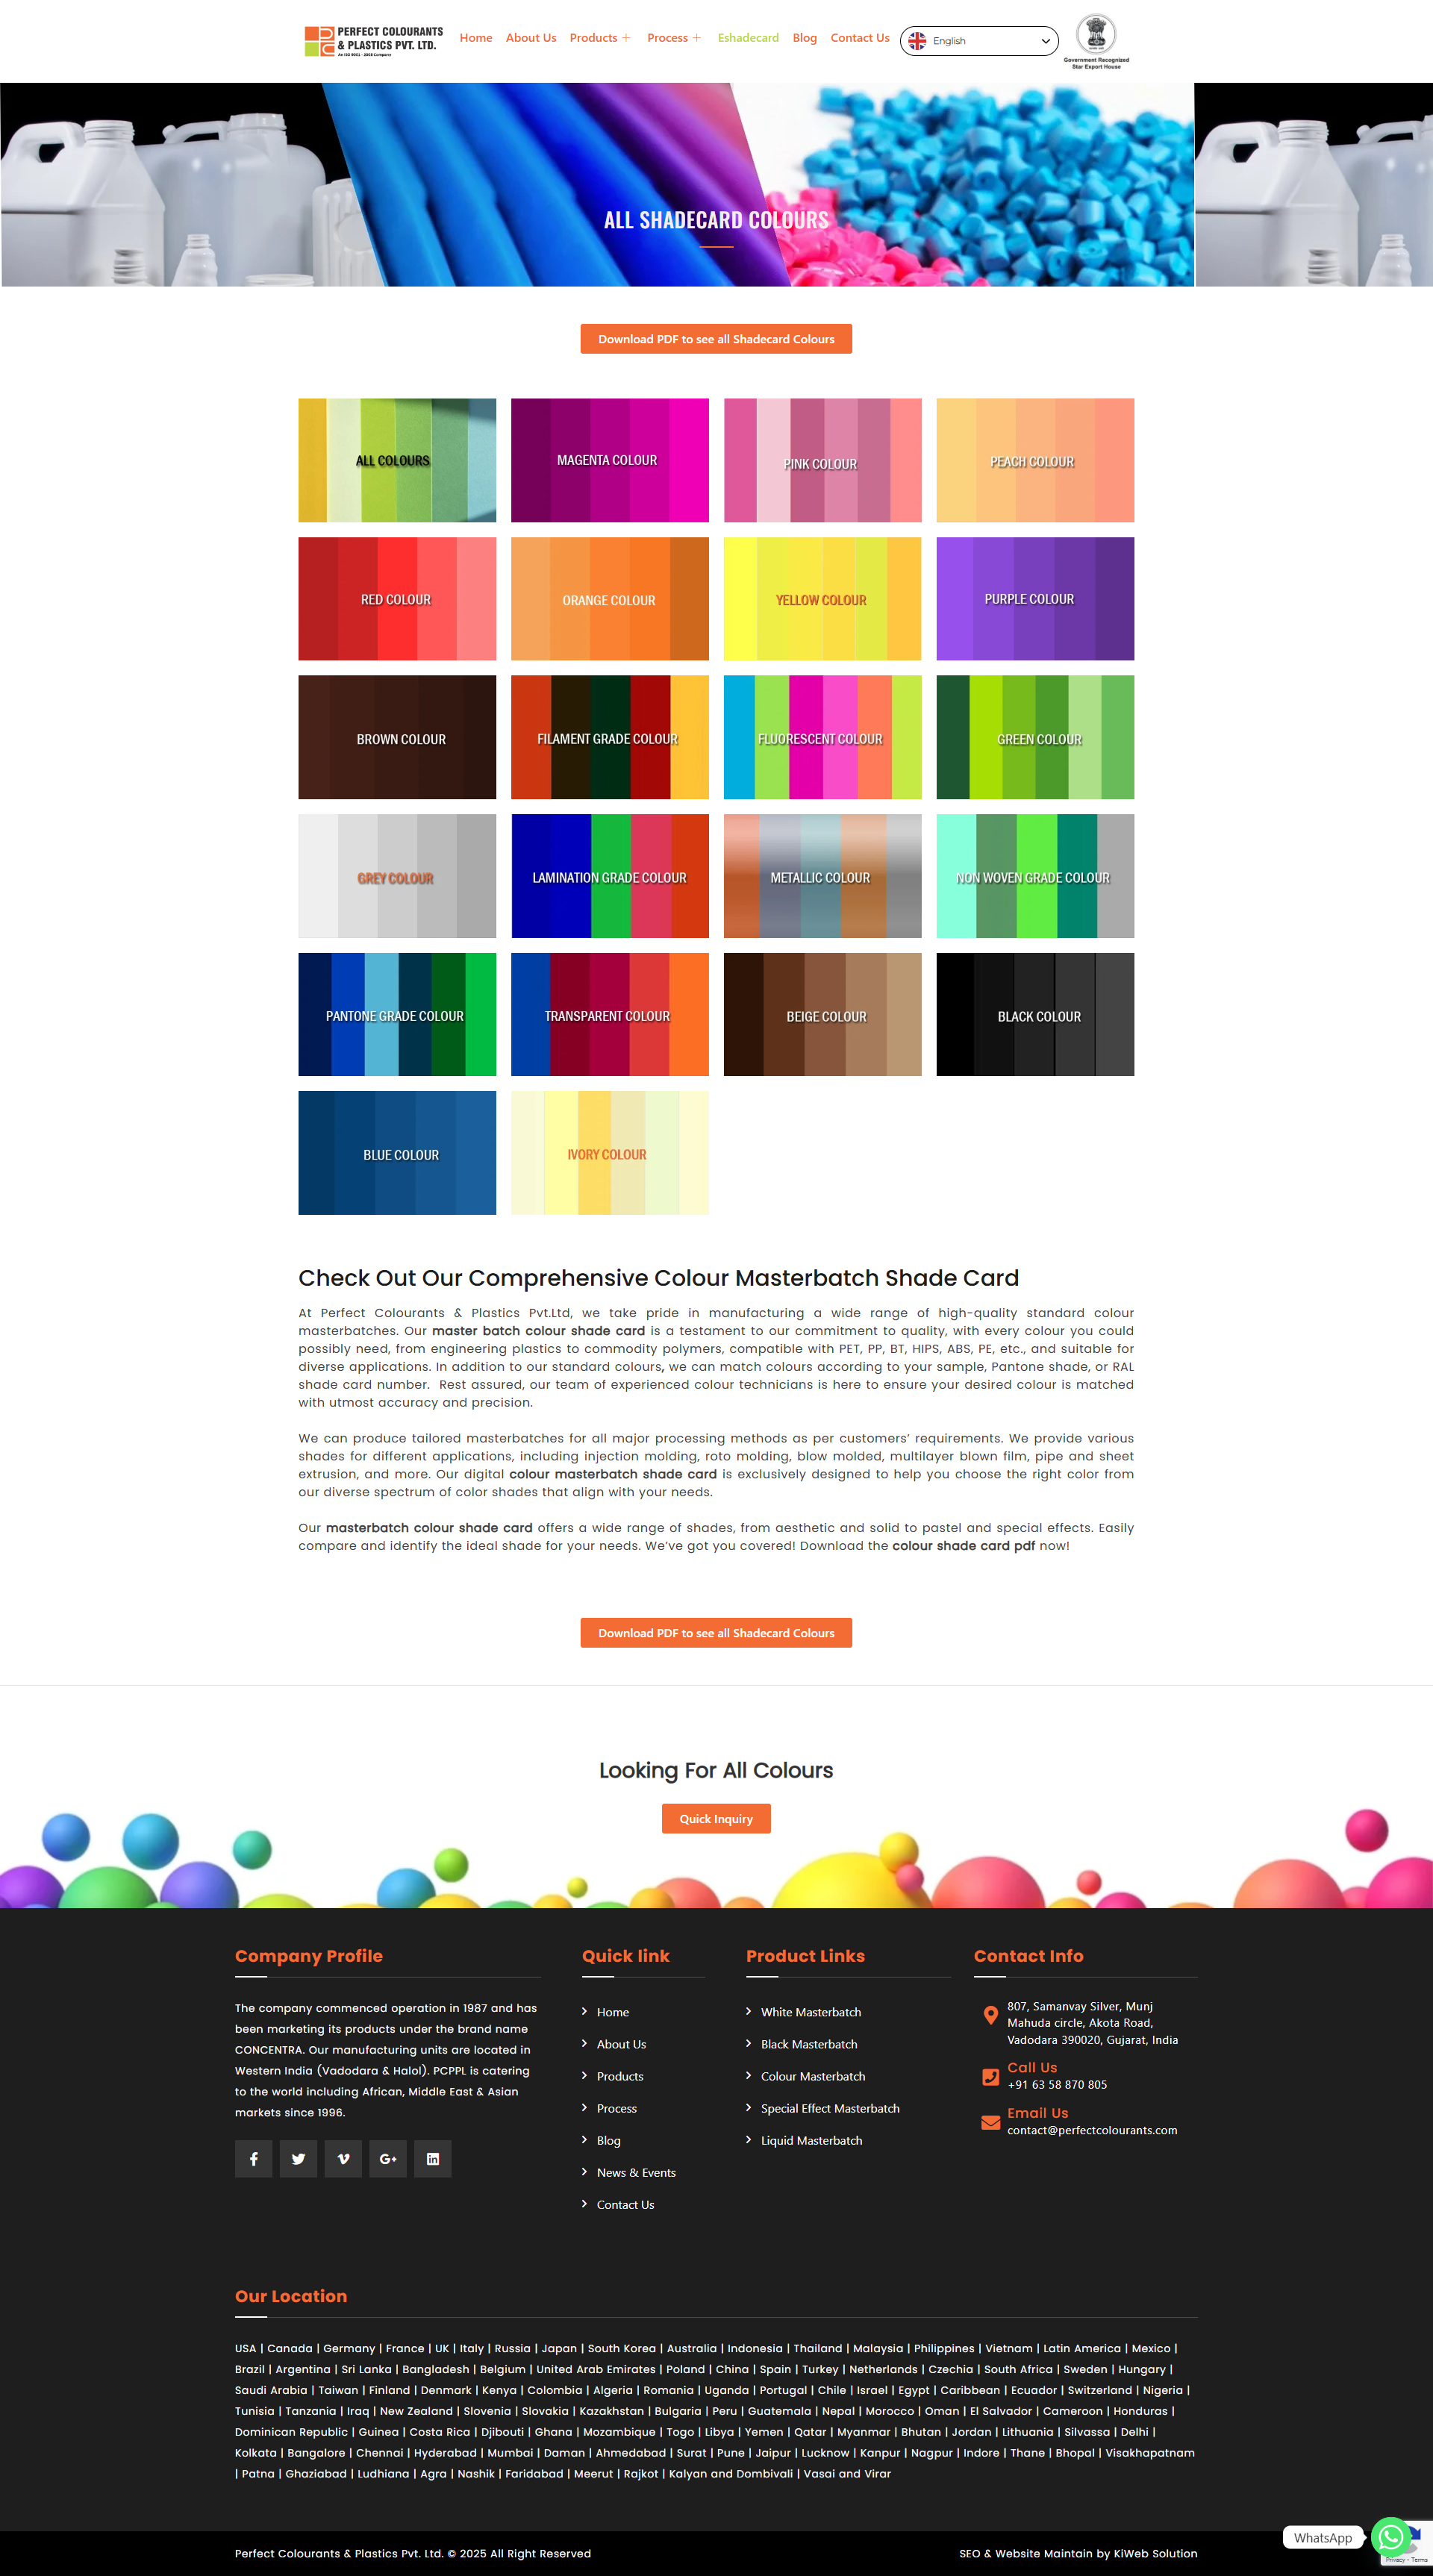 PERFECT COLOURANTS
& PLASTICS PVT. LTD.
An ISO 9001 : 2015 Company
Home
About Us
Products +
Process +
Eshadecard
Blog
Contact Us
English
Government Recognized
Star Export House
ALL SHADECARD COLOURS
Download PDF to see all Shadecard Colours
ALL COLOURS
MAGENTA COLOUR
PINK COLOUR
PEACH COLOUR
RED COLOUR
ORANGE COLOUR
YELLOW COLOUR
PURPLE COLOUR
BROWN COLOUR
FILAMENT GRADE COLOUR
FLUORESCENT COLOUR
GREEN COLOUR
GREY COLOUR
LAMINATION GRADE COLOUR
METALLIC COLOUR
NON WOVEN GRADE COLOUR
PANTONE GRADE COLOUR
TRANSPARENT COLOUR
BEIGE COLOUR
BLACK COLOUR
BLUE COLOUR
IVORY COLOUR
Check Out Our Comprehensive Colour Masterbatch Shade Card
At Perfect Colourants & Plastics Pvt.Ltd, we take pride in manufacturing a wide range of high-quality standard colour
masterbatches. Our master batch colour shade card is a testament to our commitment to quality, with every colour you could
possibly need, from engineering plastics to commodity polymers, compatible with PET, PP, BT, HIPS, ABS, PE, etc., and suitable for
diverse applications. In addition to our standard colours, we can match colours according to your sample, Pantone shade, or RAL
shade card number. Rest assured, our team of experienced colour technicians is here to ensure your desired colour is matched
with utmost accuracy and precision.
We can produce tailored masterbatches for all major processing methods as per customers’ requirements. We provide various
shades for different applications, including injection molding, roto molding, blow molded, multilayer blown film, pipe and sheet
extrusion, and more. Our digital colour masterbatch shade card is exclusively designed to help you choose the right color from
our diverse spectrum of color shades that align with your needs.
Our masterbatch colour shade card offers a wide range of shades, from aesthetic and solid to pastel and special effects. Easily
compare and identify the ideal shade for your needs. We’ve got you covered! Download the colour shade card pdf now!
Download PDF to see all Shadecard Colours
Looking For All Colours
Quick Inquiry
Company Profile
The company commenced operation in 1987 and has
been marketing its products under the brand name
CONCENTRA. Our manufacturing units are located in
Western India (Vadodara & Halol). PCPPL is catering
to the world including African, Middle East & Asian
markets since 1996.
Quick link
Home
About Us
Products
Process
Blog
News & Events
Contact Us
Product Links
White Masterbatch
Black Masterbatch
Colour Masterbatch
Special Effect Masterbatch
Liquid Masterbatch
Contact Info
807, Samanvay Silver, Munj
Mahuda circle, Akota Road,
Vadodara 390020, Gujarat, India
Call Us
+91 63 58 870 805
Email Us
contact@perfectcolourants.com
Our Location
USA | Canada | Germany | France | UK | Italy | Russia | Japan | South Korea | Australia | Indonesia | Thailand | Malaysia | Philippines | Vietnam | Latin America | Mexico |
Brazil | Argentina | Sri Lanka | Bangladesh | Belgium | United Arab Emirates | Poland | China | Spain | Turkey | Netherlands | Czechia | South Africa | Sweden | Hungary |
Saudi Arabia | Taiwan | Finland | Denmark | Kenya | Colombia | Algeria | Romania | Uganda | Portugal | Chile | Israel | Egypt | Caribbean | Ecuador | Switzerland | Nigeria |
Tunisia | Tanzania | Iraq | New Zealand | Slovenia | Slovakia | Kazakhstan | Bulgaria | Peru | Guatemala | Nepal | Morocco | Oman | El Salvador | Cameroon | Honduras |
Dominican Republic | Guinea | Costa Rica | Djibouti | Ghana | Mozambique | Togo | Libya | Yemen | Qatar | Myanmar | Bhutan | Jordan | Lithuania | Silvassa | Delhi |
Kolkata | Bangalore | Chennai | Hyderabad | Mumbai | Daman | Ahmedabad | Surat | Pune | Jaipur | Lucknow | Kanpur | Nagpur | Indore | Thane | Bhopal | Visakhapatnam
| Patna | Ghaziabad | Ludhiana | Agra | Nashik | Faridabad | Meerut | Rajkot | Kalyan and Dombivali | Vasai and Virar
WhatsApp
Privacy - Terms
Perfect Colourants & Plastics Pvt. Ltd. © 2025 All Right Reserved
SEO & Website Maintain by KiWeb Solution